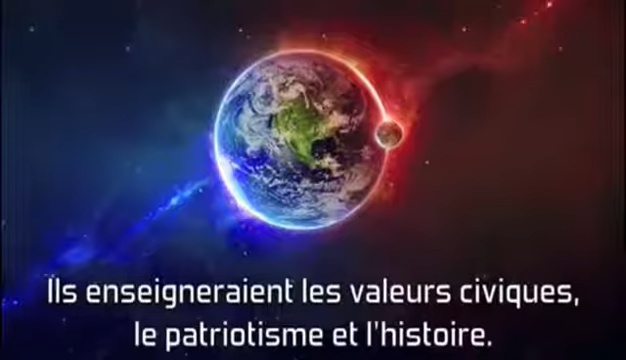 Ils enseigneraient les valeurs civiques,
le patriotisme et l'histoire.